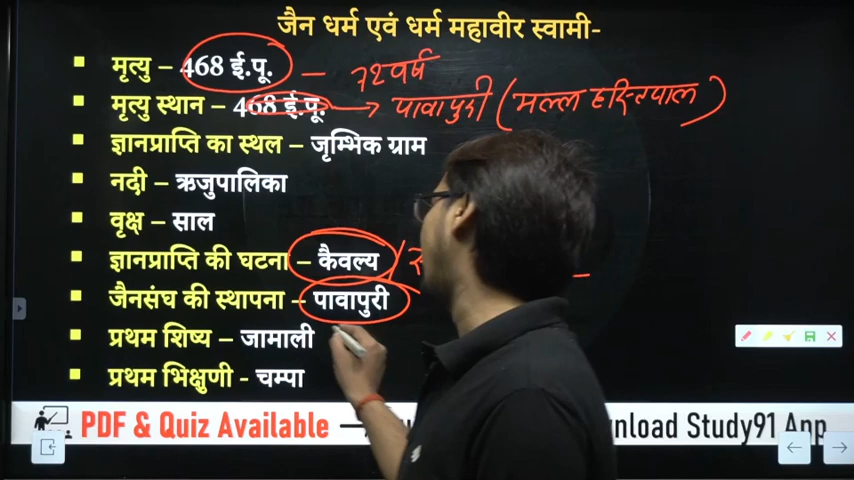 जैन धर्म एवं धर्म महावीर स्वामी-
▪ मृत्यु – 468 ई.पू. – 72 वर्ष
▪ मृत्यु स्थान – 468 ई.पू. → पावापुरी (मल्ल हस्तिपाल)
▪ ज्ञानप्राप्ति का स्थल – जृम्भिक ग्राम
▪ नदी – ऋजुपालिका
▪ वृक्ष – साल
▪ ज्ञानप्राप्ति की घटना – कैवल्य /
▪ जैनसंघ की स्थापना – पावापुरी
▪ प्रथम शिष्य – जामाली
▪ प्रथम भिक्षुणी - चम्पा
PDF & Quiz Available Study91 App